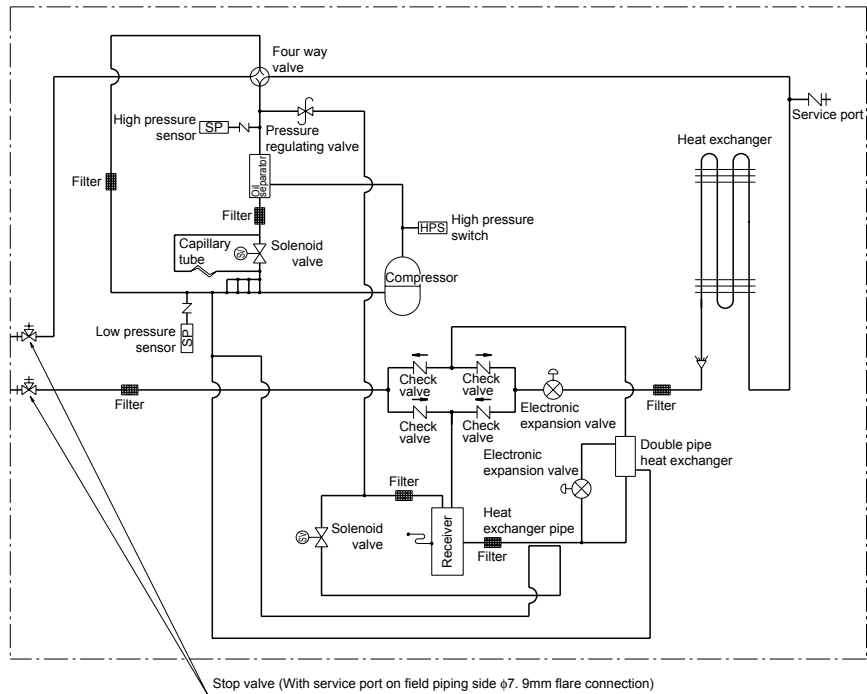 Four way
valve
High pressure
sensor
SP
Pressure
regulating valve
Service port
Heat exchanger
Filter
Oil
separator
Filter
HPS
High pressure
switch
Capillary
tube
SV
Solenoid
valve
Compressor
Low pressure
sensor
SP
Check
valve
Check
valve
Filter
Check
valve
Check
valve
Electronic
expansion valve
Filter
Electronic
expansion valve
Double pipe
heat exchanger
Filter
SV
Solenoid
valve
Receiver
Heat
exchanger pipe
Filter
Stop valve (With service port on field piping side ϕ7. 9mm flare connection)